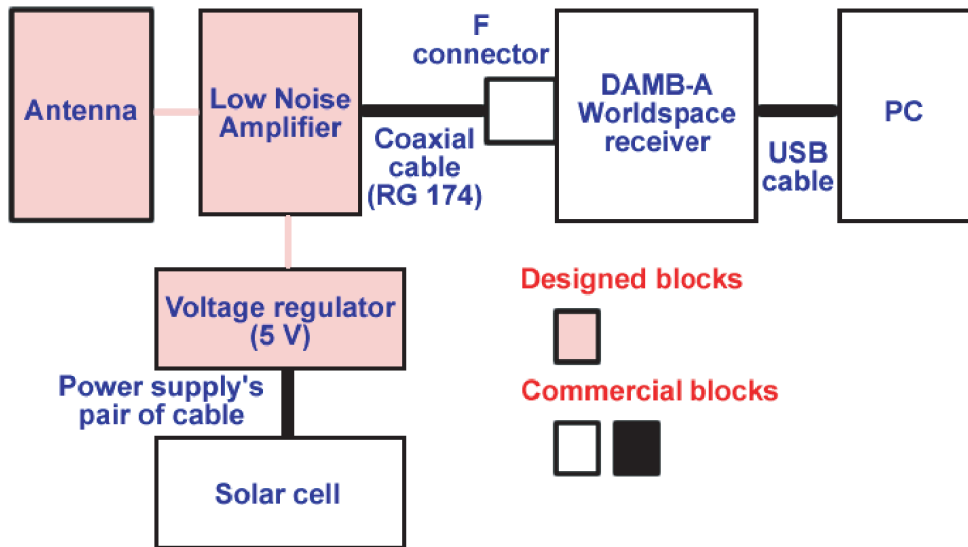 Antenna
Low Noise
Amplifier
F
connector
Coaxial
cable
(RG 174)
DAMB-A
Worldspace
receiver
USB
cable
PC
Voltage regulator
(5 V)
Power supply's
pair of cable
Solar cell
Designed blocks
Commercial blocks